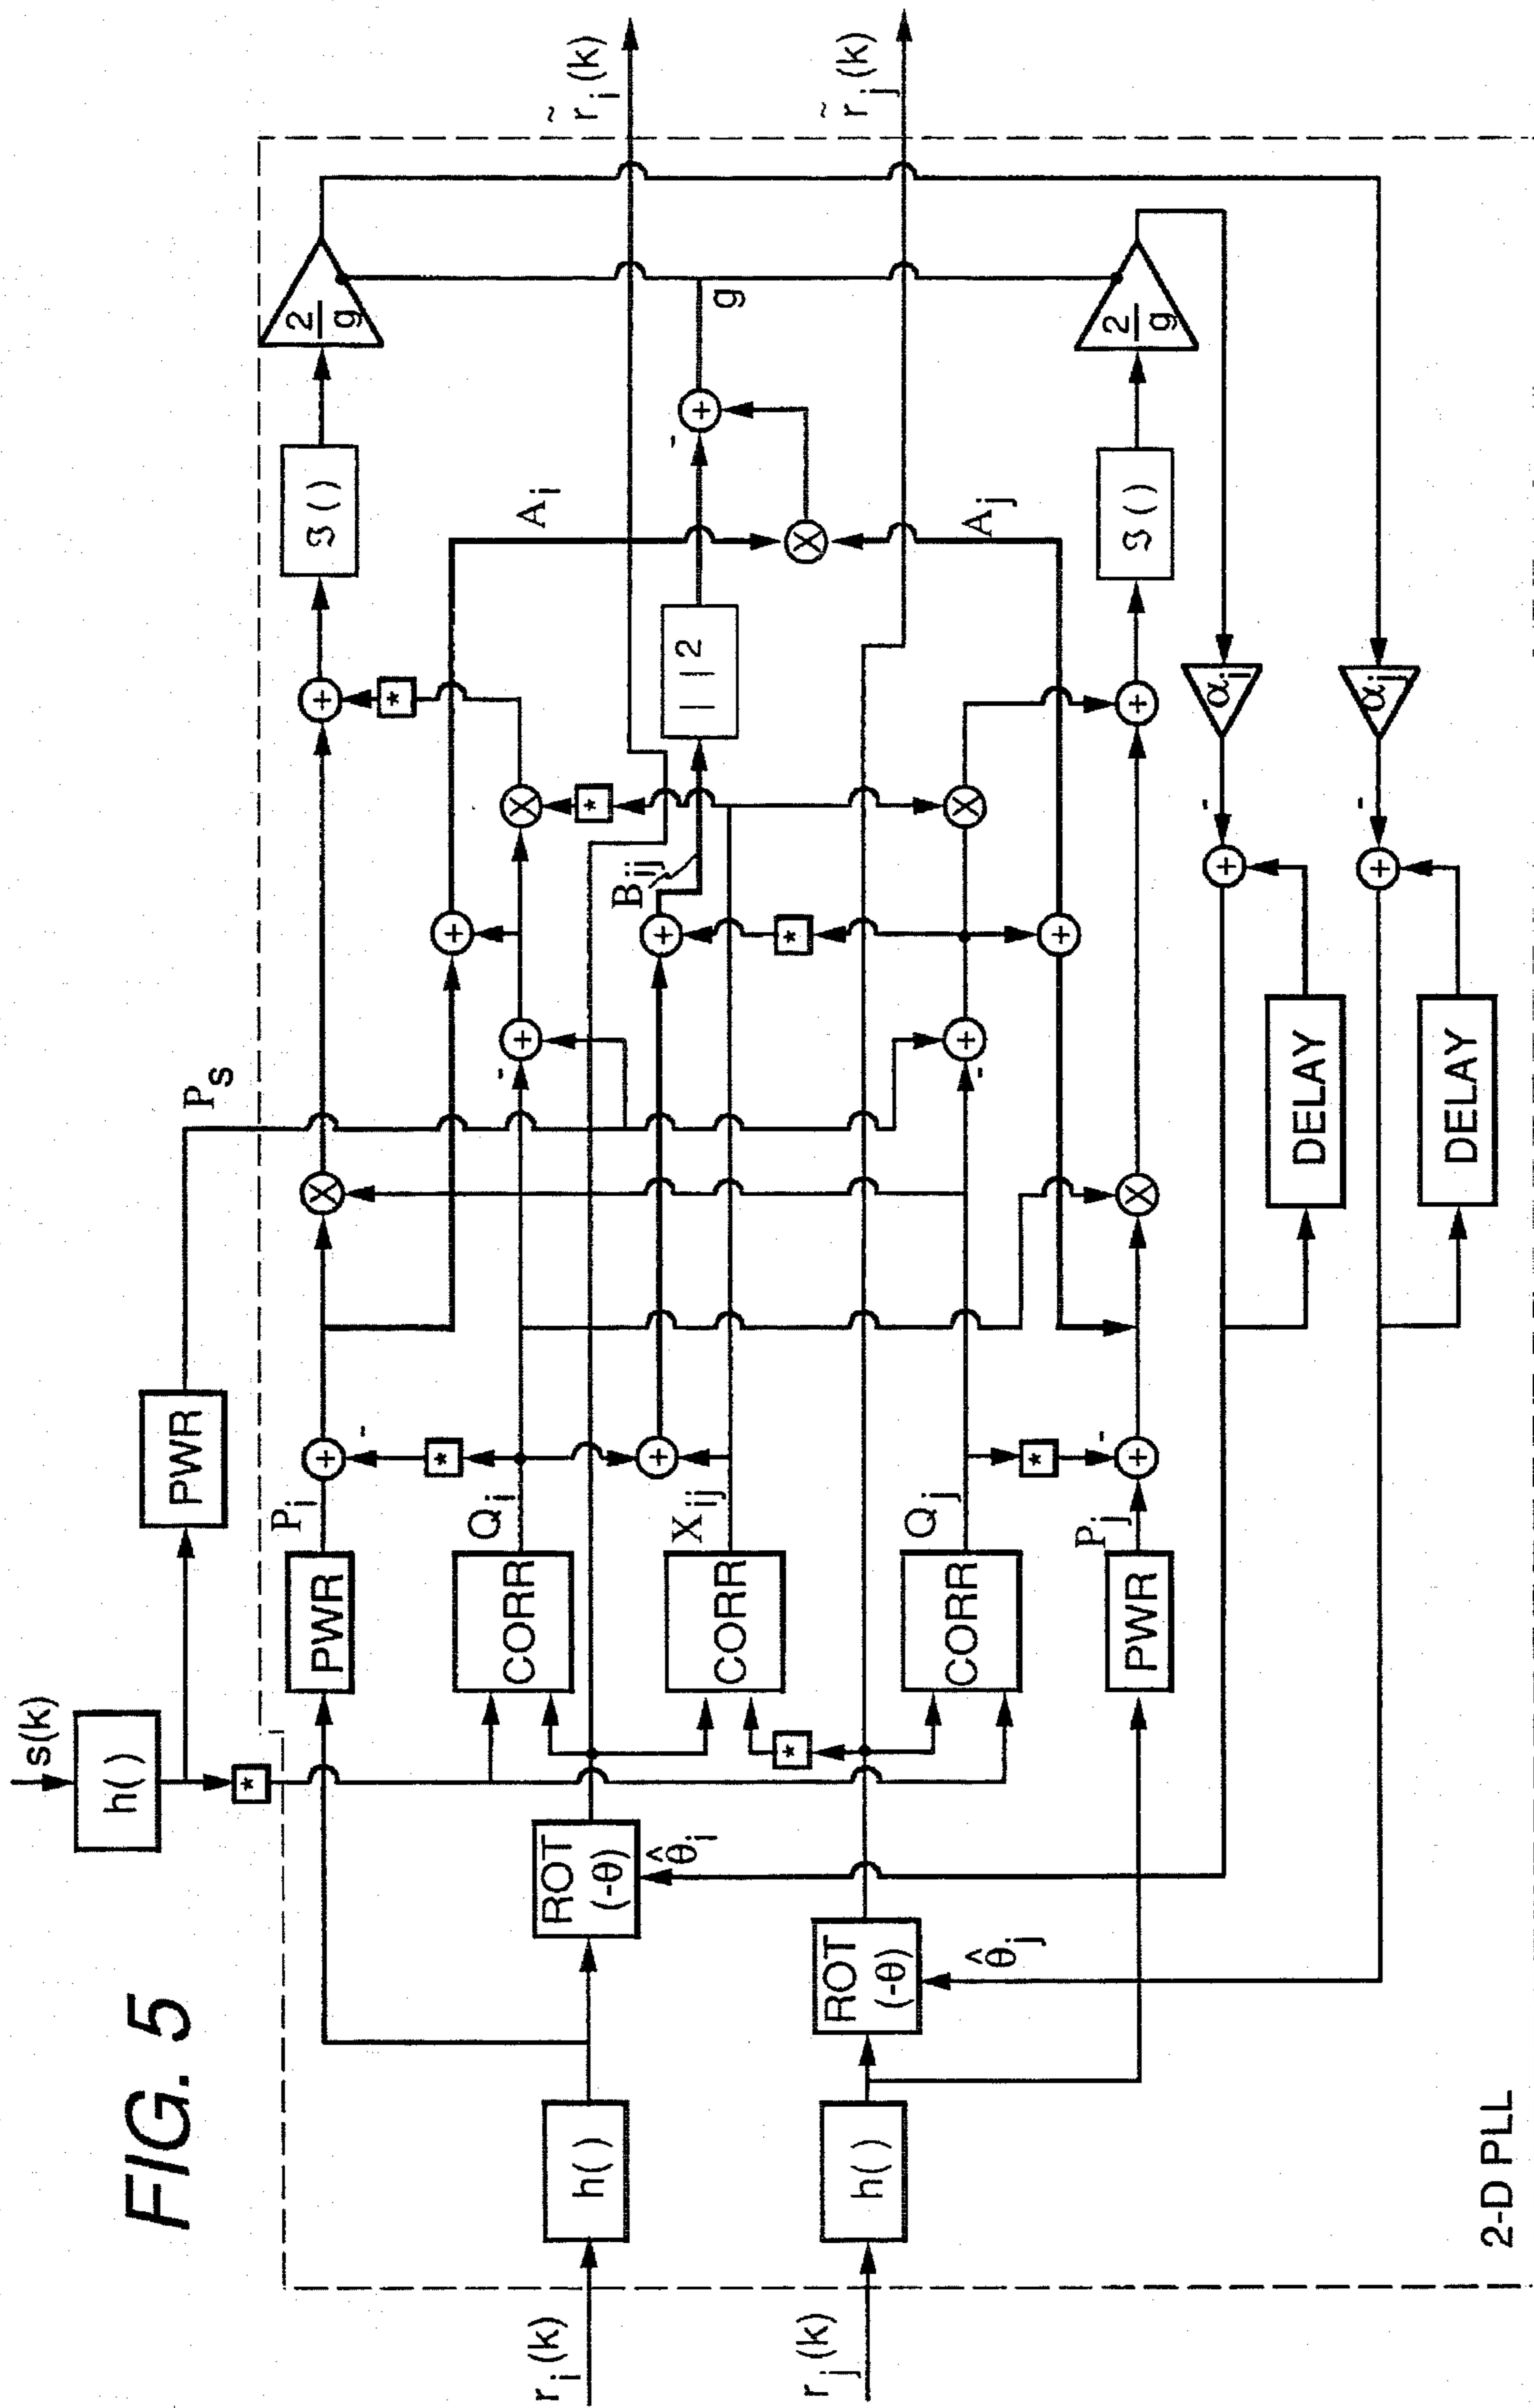 FIG. 5
s(k)
h( )
*
PWR
P_s
r_i(k)
h( )
ROT
(-θ)
θ̂_i
r_j(k)
h( )
ROT
(-θ)
θ̂_j
*
PWR
P_i
CORR
Q_i
CORR
X_ij
CORR
Q_j
PWR
P_j
+
-
*
+
*
-
+
×
×
-
+
+
-
+
+
*
+
B_ij
×
*
×
+
*
+
| | 2
ℑ( )
ℑ( )
A_i
×
A_j
-
+
g
2/g
2/g
r̃_i(k)
r̃_j(k)
α_i
-
+
DELAY
α_j
-
+
DELAY
2-D PLL